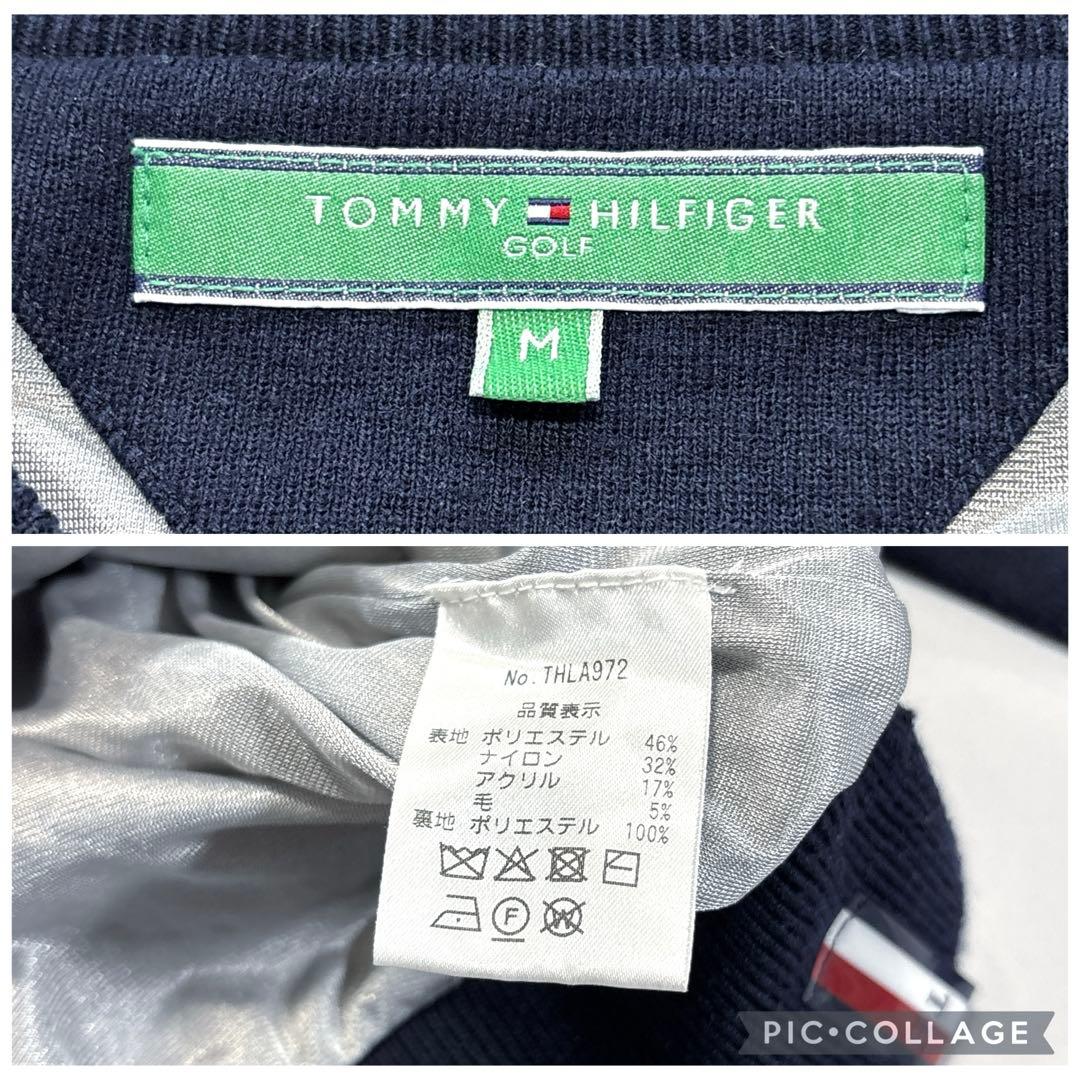 TOMMY HILFIGER
GOLF
M
No. THLA972
品質表示
表地 ポリエステル 46%
ナイロン 32%
アクリル 17%
毛 5%
裏地 ポリエステル 100%
F
W
PIC•COLLAGE